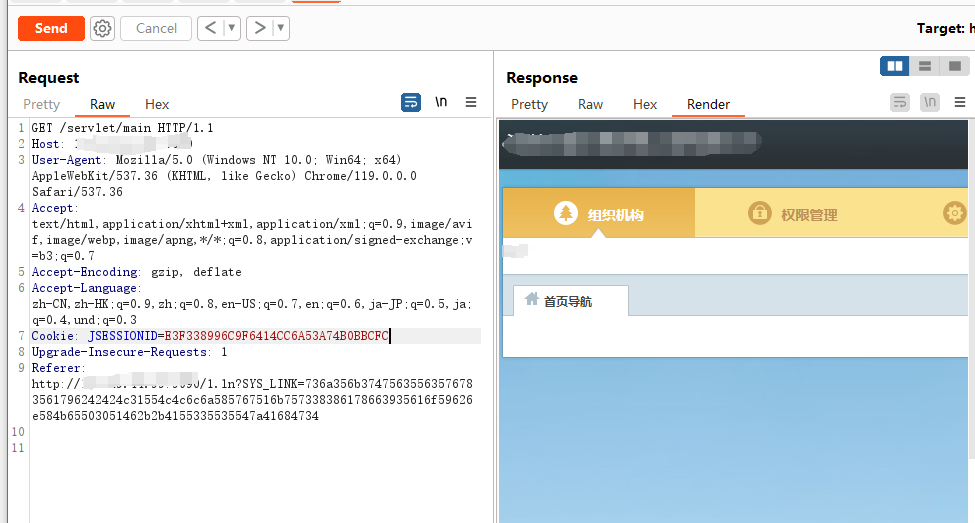 Send
Cancel
Target: h
Request
Pretty
Raw
Hex
\n
1 GET /servlet/main HTTP/1.1
2 Host:
3 User-Agent: Mozilla/5.0 (Windows NT 10.0; Win64; x64)
AppleWebKit/537.36 (KHTML, like Gecko) Chrome/119.0.0.0
Safari/537.36
4 Accept:
text/html,application/xhtml+xml,application/xml;q=0.9,image/avi
f,image/webp,image/apng,*/*;q=0.8,application/signed-exchange;v
=b3;q=0.7
5 Accept-Encoding: gzip, deflate
6 Accept-Language:
zh-CN,zh-HK;q=0.9,zh;q=0.8,en-US;q=0.7,en;q=0.6,ja-JP;q=0.5,ja;
q=0.4,und;q=0.3
7 Cookie: JSESSIONID=E3F338996C9F6414CC6A53A74B0BBCFC
8 Upgrade-Insecure-Requests: 1
9 Referer:
http://
/1.ln?SYS_LINK=736a356b3747563556357678
3561796242424c31554c4c6c6a585767516b757338386178663935616f59626
e584b65503051462b2b4155335535547a41684734
10
11
Response
Pretty
Raw
Hex
Render
\n
组织机构
权限管理
首页导航